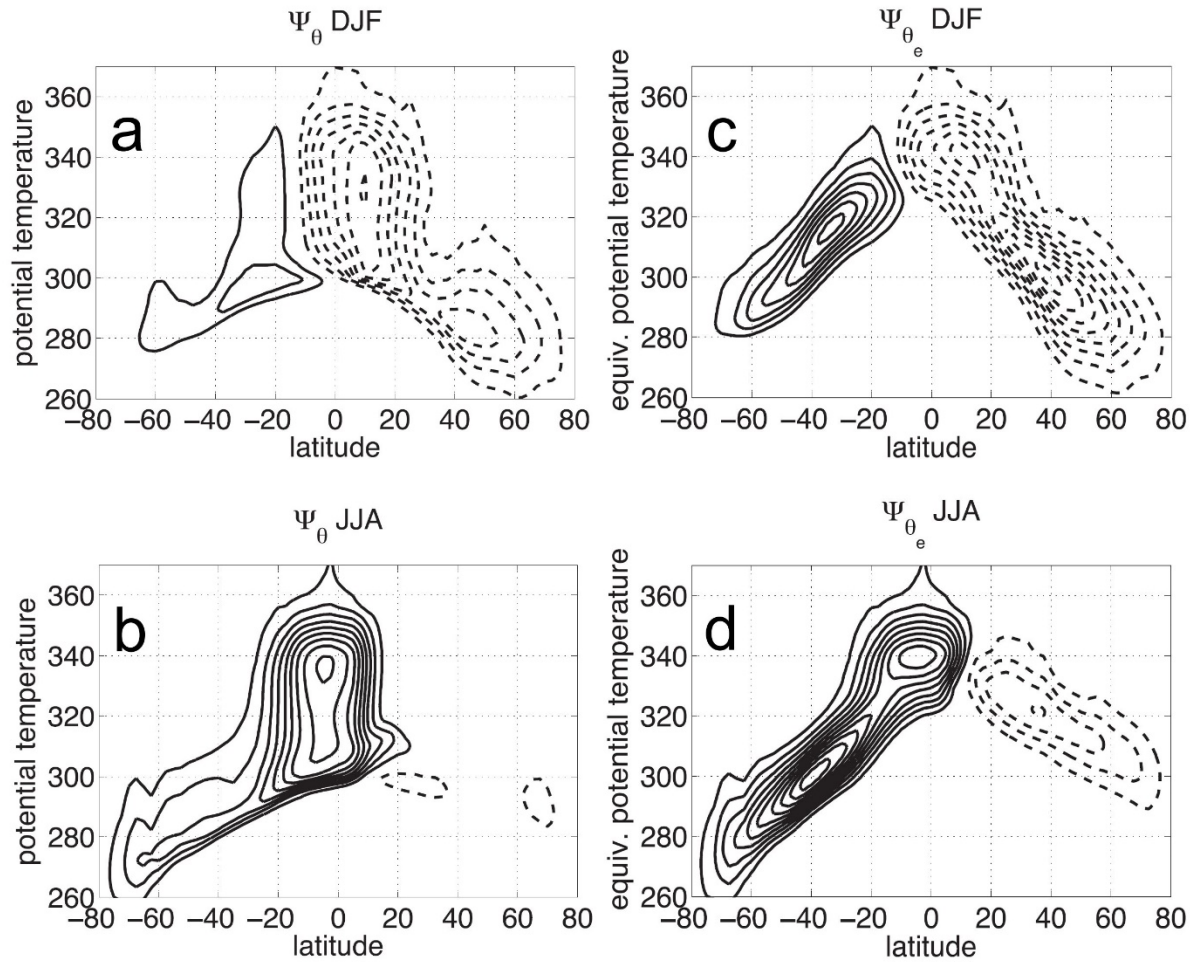 Ψθ DJF
a
potential temperature
360
340
320
300
280
260
−80 −60 −40 −20 0 20 40 60 80
latitude
Ψθe DJF
c
equiv. potential temperature
360
340
320
300
280
260
−80 −60 −40 −20 0 20 40 60 80
latitude
Ψθ JJA
b
potential temperature
360
340
320
300
280
260
−80 −60 −40 −20 0 20 40 60 80
latitude
Ψθe JJA
d
equiv. potential temperature
360
340
320
300
280
260
−80 −60 −40 −20 0 20 40 60 80
latitude